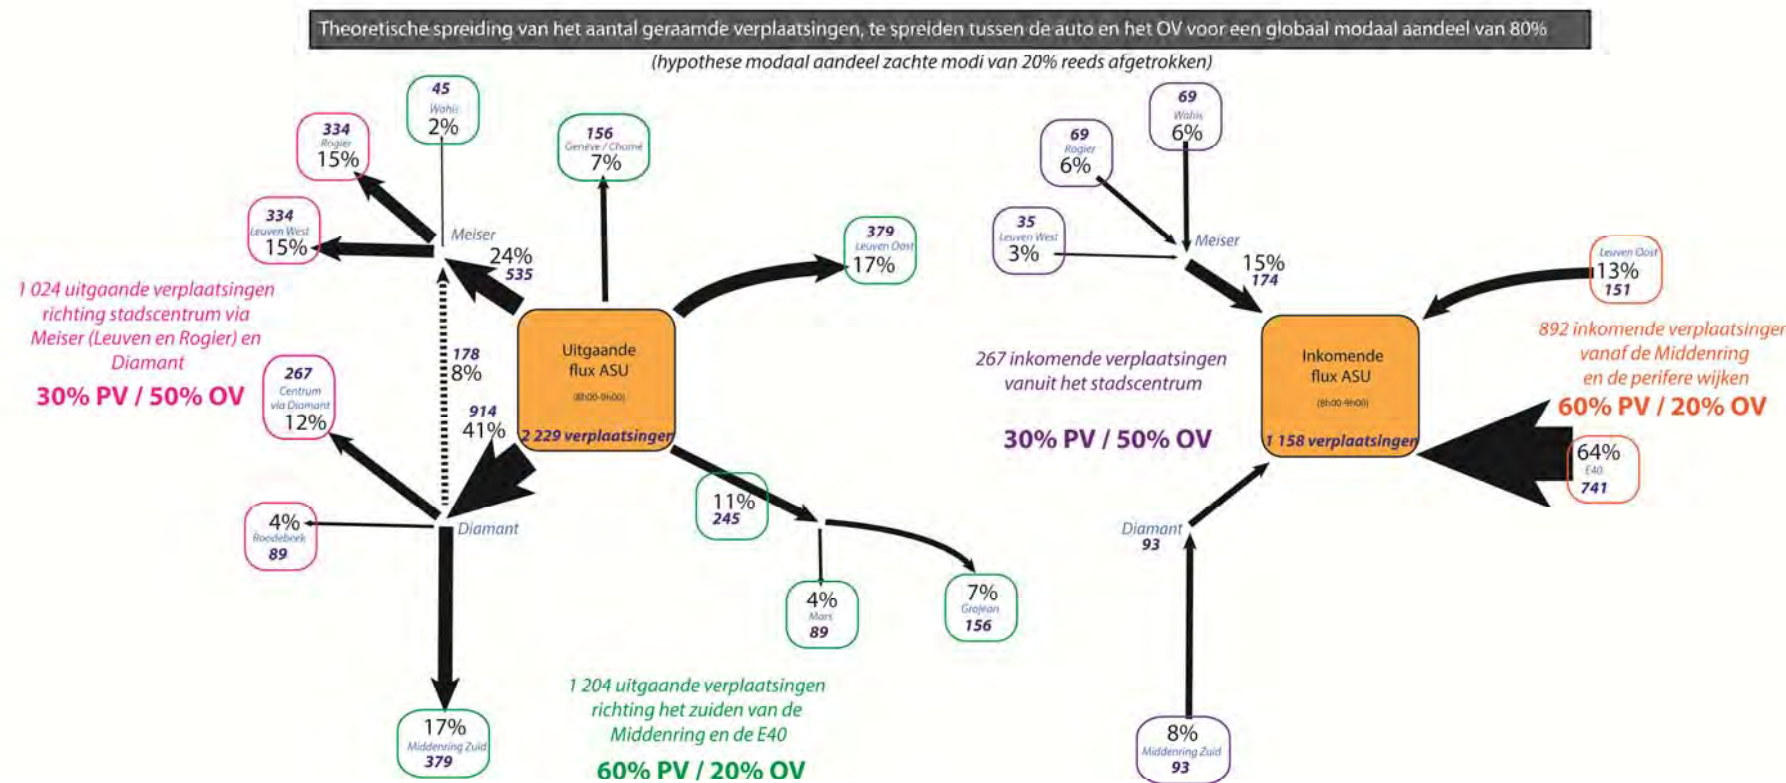 Theoretische spreiding van het aantal geraamde verplaatsingen, te spreiden tussen de auto en het OV voor een globaal modaal aandeel van 80%
(hypothese modaal aandeel zachte modi van 20% reeds afgetrokken)
45
Wahis
2%
334
Rogier
15%
334
Leuven West
15%
Meiser
24%
535
156
Genève / Chomé
7%
379
Leuven Oost
17%
1 024 uitgaande verplaatsingen
richting stadscentrum via
Meiser (Leuven en Rogier) en
Diamant
30% PV / 50% OV
178
8%
267
Centrum
via Diamant
12%
914
41%
Uitgaande
flux ASU
(8h00-9h00)
2 229 verplaatsingen
4%
Roodebeek
89
Diamant
11%
245
4%
Mars
89
7%
Grojean
156
17%
Middenring Zuid
379
1 204 uitgaande verplaatsingen
richting het zuiden van de
Middenring en de E40
60% PV / 20% OV
69
Wahis
6%
69
Rogier
6%
35
Leuven West
3%
Meiser
15%
174
Leuven Oost
13%
151
267 inkomende verplaatsingen
vanuit het stadscentrum
30% PV / 50% OV
Inkomende
flux ASU
(8h00-9h00)
1 158 verplaatsingen
892 inkomende verplaatsingen
vanaf de Middenring
en de perifere wijken
60% PV / 20% OV
64%
E40
741
Diamant
93
8%
Middenring Zuid
93